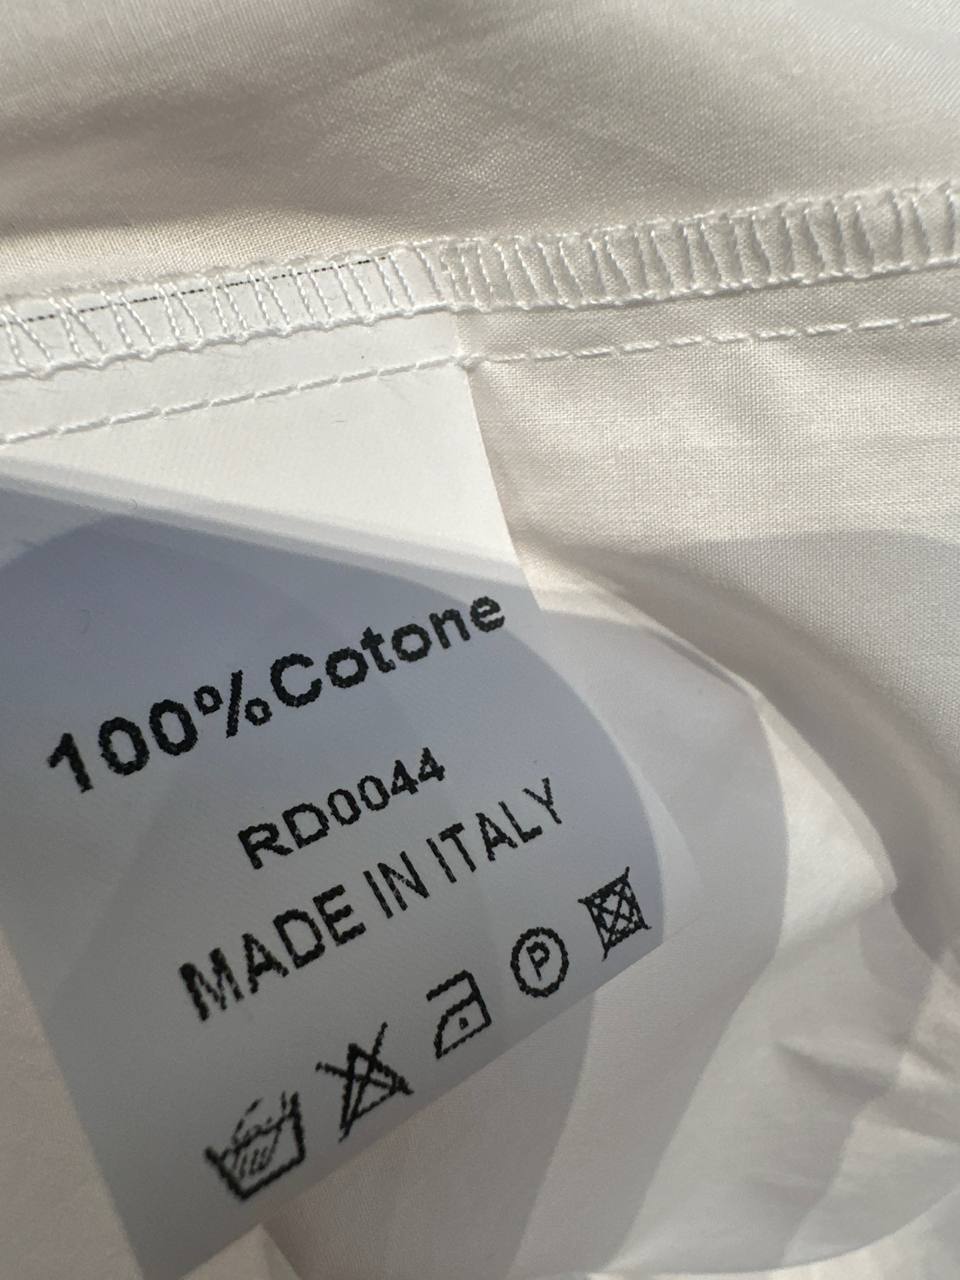 100%Cotone
RD0044
MADE IN ITALY
P